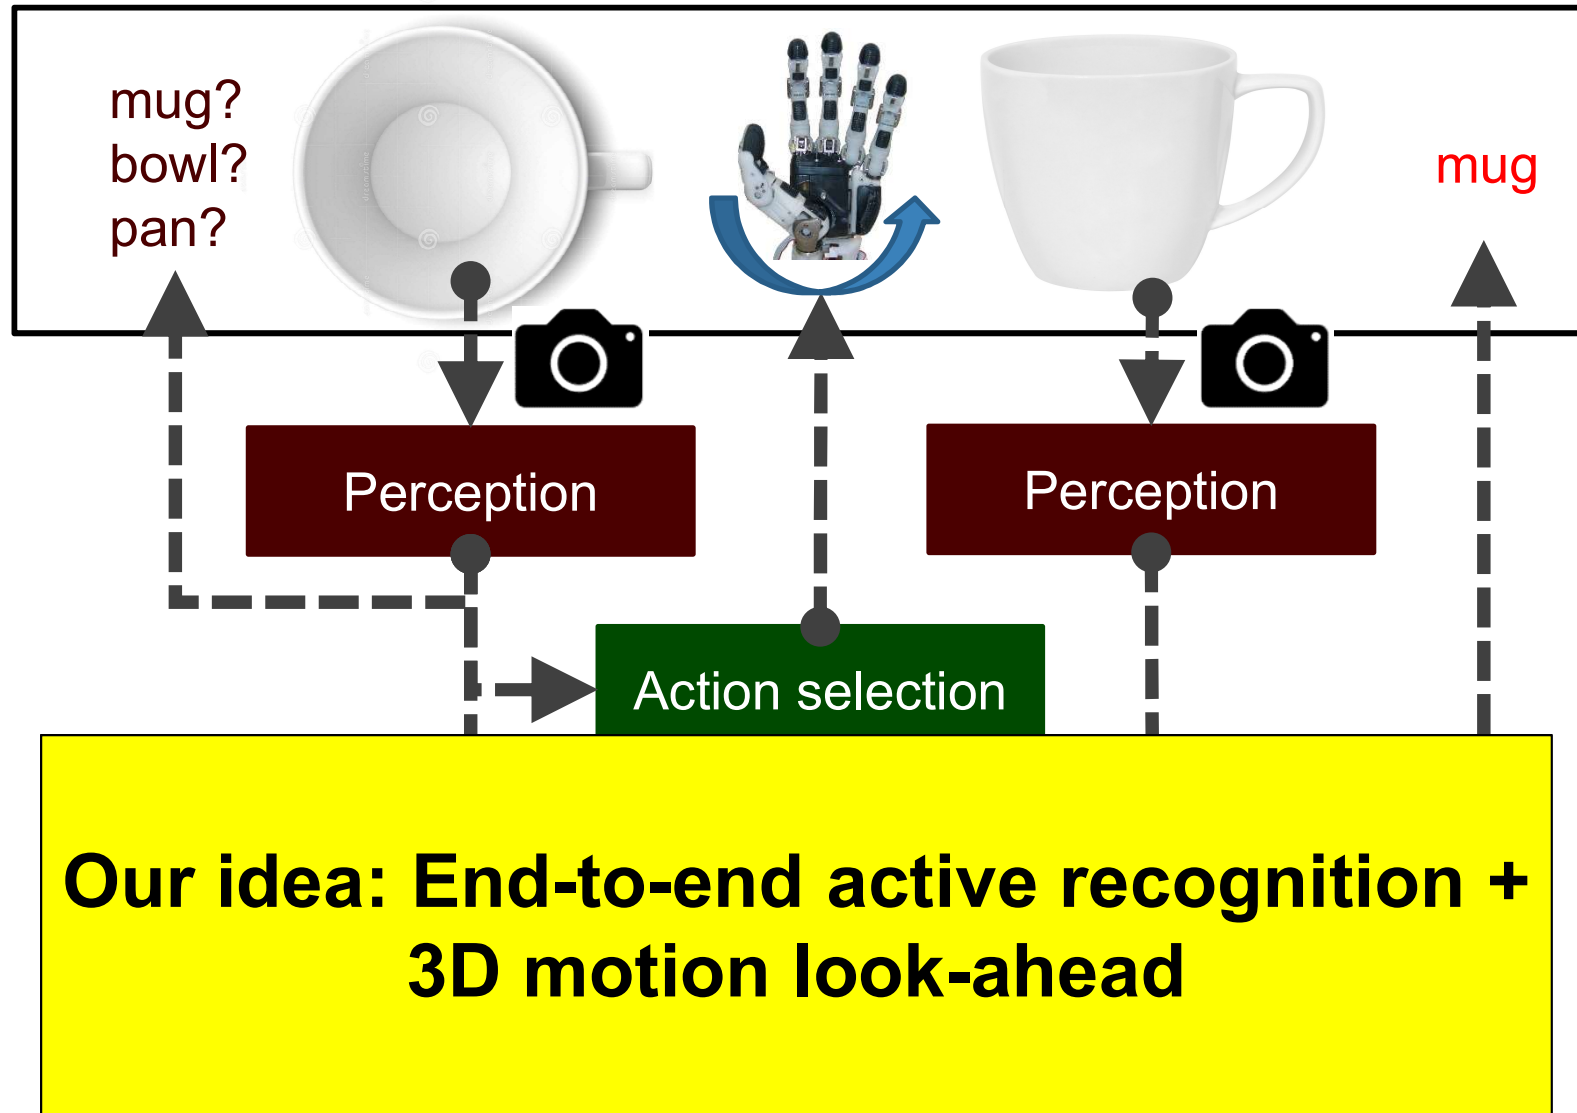 mug?
bowl?
pan?
mug
Perception
Perception
Action selection
Our idea: End-to-end active recognition +
3D motion look-ahead